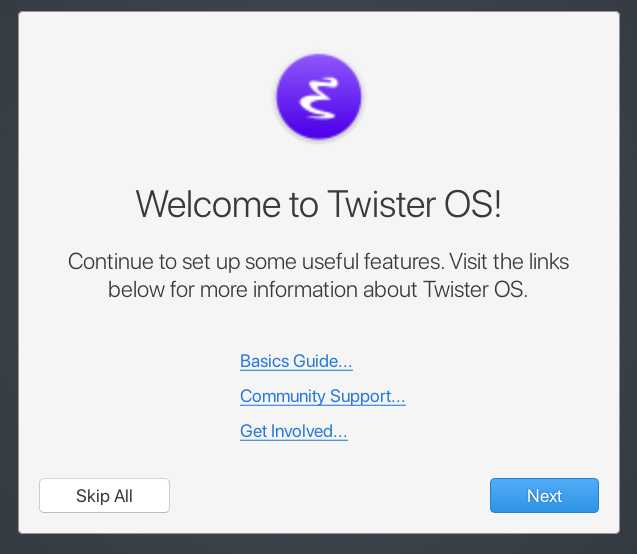 Welcome to Twister OS!
Continue to set up some useful features. Visit the links
below for more information about Twister OS.
Basics Guide...
Community Support...
Get Involved...
Skip All
Next